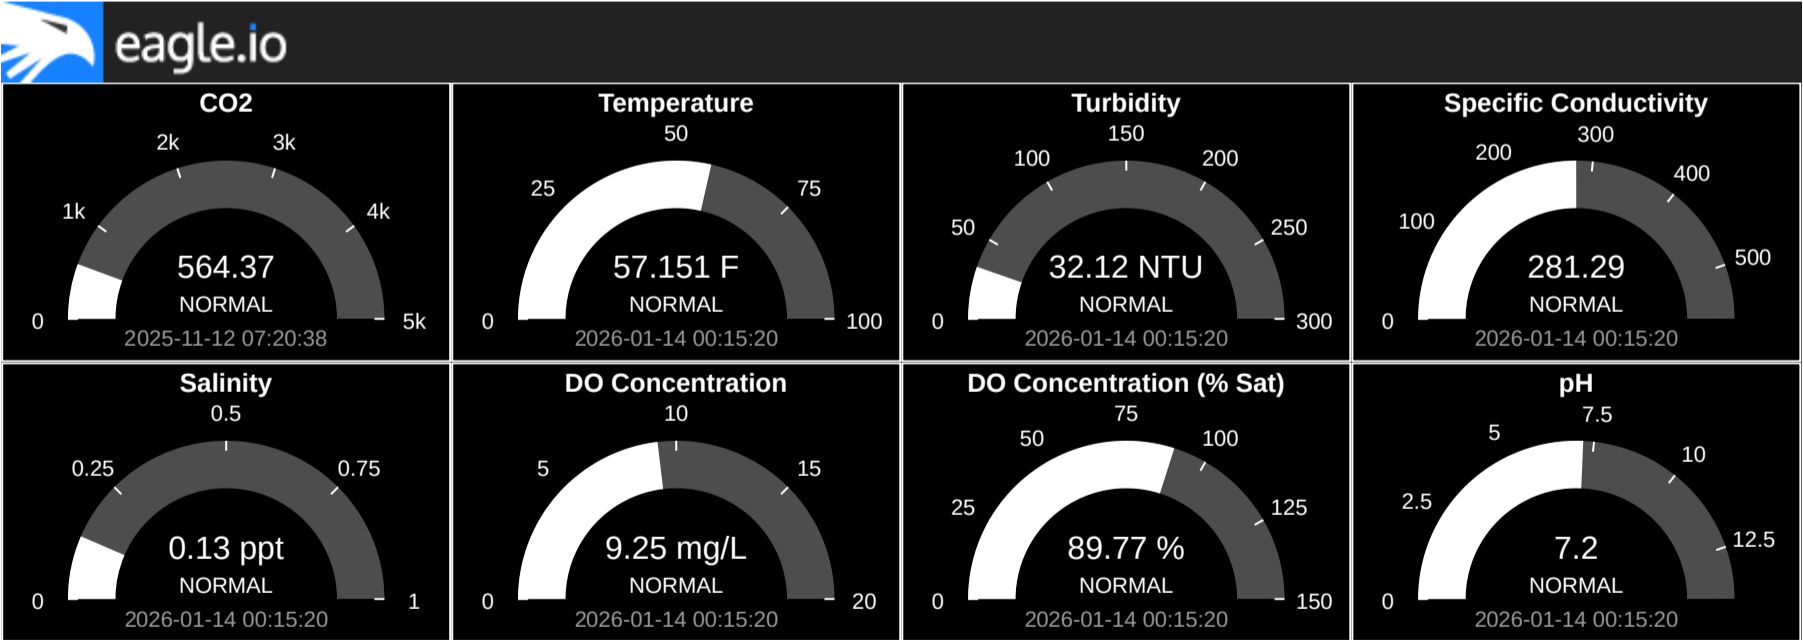 eagle.io
CO2
0
1k
2k
3k
4k
5k
564.37
NORMAL
2025-11-12 07:20:38
Temperature
0
25
50
75
100
57.151 F
NORMAL
2026-01-14 00:15:20
Turbidity
0
50
100
150
200
250
300
32.12 NTU
NORMAL
2026-01-14 00:15:20
Specific Conductivity
0
100
200
300
400
500
281.29
NORMAL
2026-01-14 00:15:20
Salinity
0
0.25
0.5
0.75
1
0.13 ppt
NORMAL
2026-01-14 00:15:20
DO Concentration
0
5
10
15
20
9.25 mg/L
NORMAL
2026-01-14 00:15:20
DO Concentration (% Sat)
0
25
50
75
100
125
150
89.77 %
NORMAL
2026-01-14 00:15:20
pH
0
2.5
5
7.5
10
12.5
7.2
NORMAL
2026-01-14 00:15:20